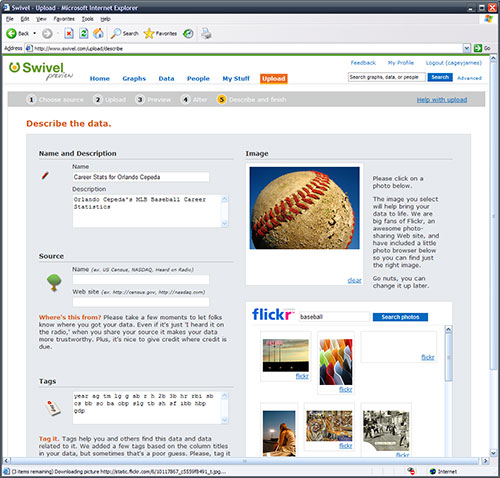 Swivel - Upload - Microsoft Internet Explorer
File Edit View Favorites Tools Help
Back Search Favorites
Address http://www.swivel.com/upload/describe Go
Swivel preview
Feedback My Profile Logout (cageyjames)
Home Graphs Data People My Stuff Upload
Search graphs, data, or people Search Advanced
1 Choose source 2 Upload 3 Preview 4 Alter 5 Describe and finish Help with upload
Describe the data.
Name and Description
Name
Career Stats for Orlando Cepeda
Description
Orlando Cepeda's MLB Baseball Career
Statistics
Source
Name (ex. US Census, NASDAQ, Heard on Radio)
Web site (ex. http://census.gov, http://nasdaq.com)
Where's this from? Please take a few moments to let folks
know where you got your data. Even if it's just 'I heard it on
the radio,' when you share your source it makes your data
more trustworthy. Plus, it's nice to give credit where credit is
due.
Tags
year ag tm lg g ab r h 2b 3b hr rbi sb
cs bb so ba obp slg tb sh sf ibb hbp
gdp
Tag it. Tags help you and others find this data and data
related to it. We added a few tags based on the column titles
in your data, but sometimes that's a poor guess. Please, tag it
Image
clear
Please click on a
photo below.
The image you select
will help bring your
data to life. We are
big fans of Flickr, an
awesome photo-
sharing Web site, and
have included a little
photo browser below
so you can find just
the right image.
Go nuts, you can
change it up later.
flickr baseball Search photos
flickr
flickr
flickr
(3 items remaining) Downloading picture http://static.flickr.com/
Internet